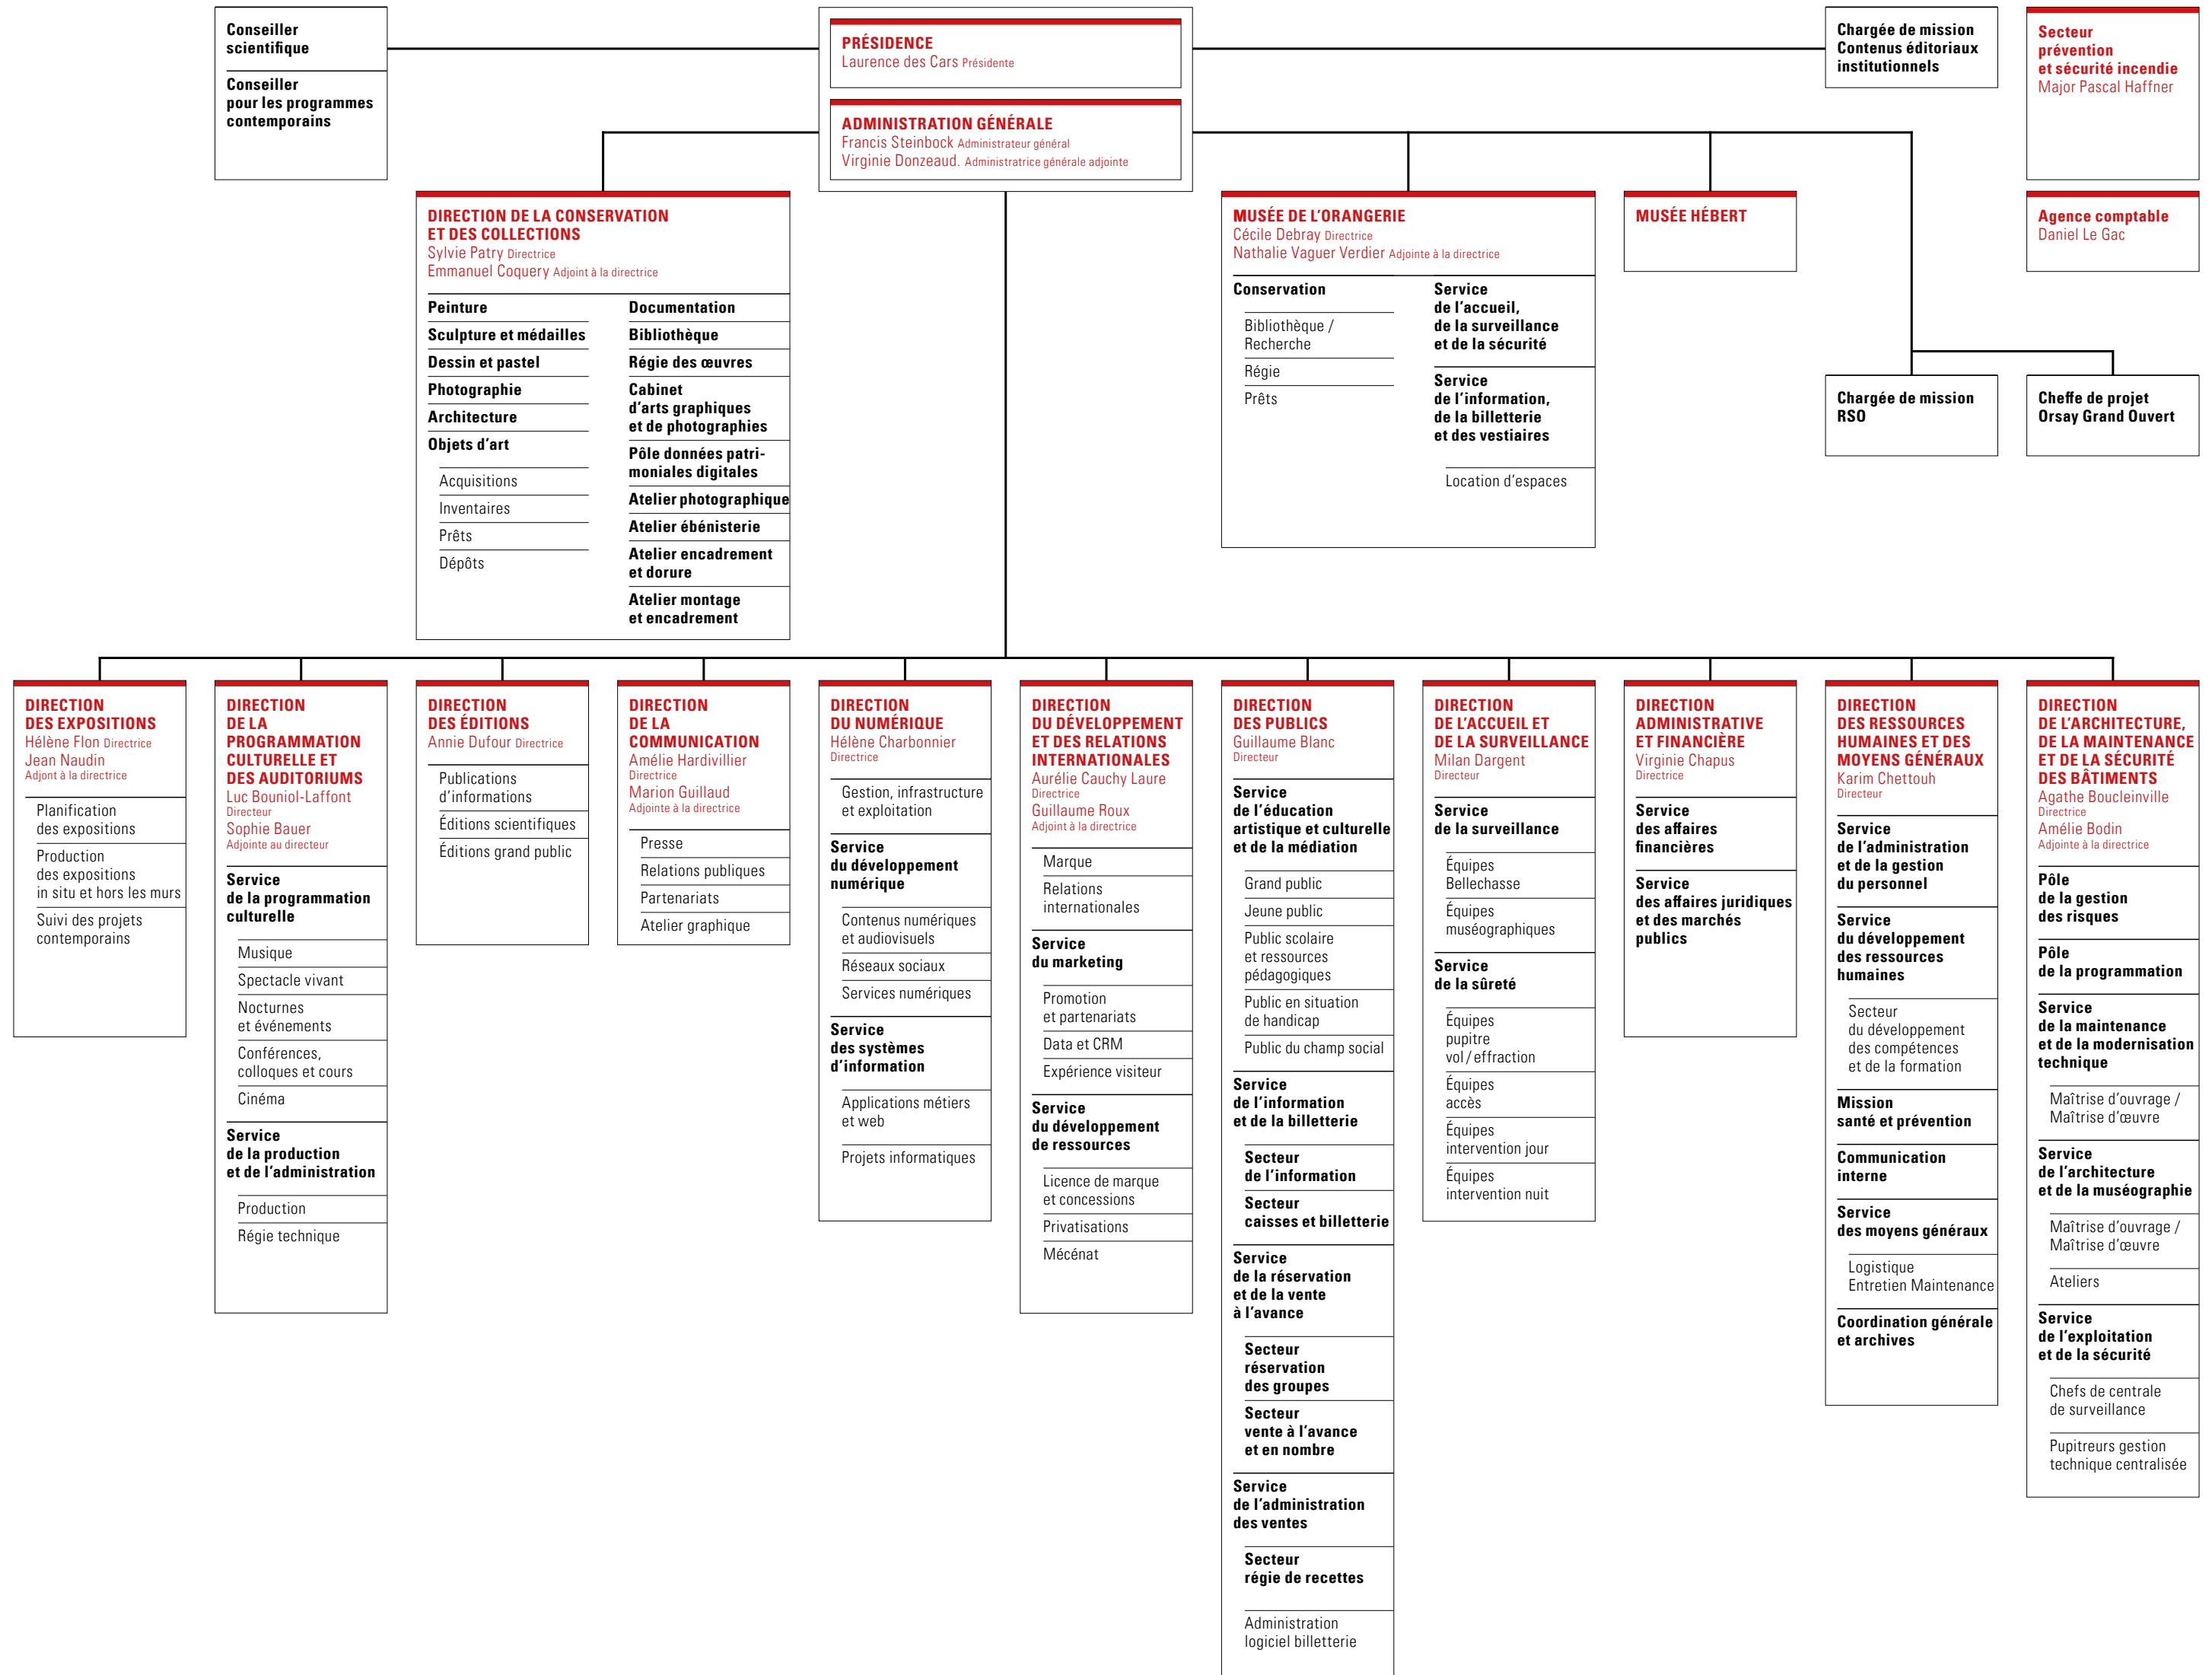 Conseiller
scientifique
Conseiller
pour les programmes
contemporains
PRÉSIDENCE
Laurence des Cars Présidente
ADMINISTRATION GÉNÉRALE
Francis Steinbock Administrateur général
Virginie Donzeaud. Administratrice générale adjointe
Chargée de mission
Contenus éditoriaux
institutionnels
Secteur
prévention
et sécurité incendie
Major Pascal Haffner
Agence comptable
Daniel Le Gac
DIRECTION DE LA CONSERVATION
ET DES COLLECTIONS
Sylvie Patry Directrice
Emmanuel Coquery Adjoint à la directrice
Peinture
Sculpture et médailles
Dessin et pastel
Photographie
Architecture
Objets d'art
Acquisitions
Inventaires
Prêts
Dépôts
Documentation
Bibliothèque
Régie des œuvres
Cabinet
d'arts graphiques
et de photographies
Pôle données patri-
moniales digitales
Atelier photographique
Atelier ébénisterie
Atelier encadrement
et dorure
Atelier montage
et encadrement
MUSÉE DE L'ORANGERIE
Cécile Debray Directrice
Nathalie Vaguer Verdier Adjointe à la directrice
Conservation
Bibliothèque /
Recherche
Régie
Prêts
Service
de l'accueil,
de la surveillance
et de la sécurité
Service
de l'information,
de la billetterie
et des vestiaires
Location d'espaces
MUSÉE HÉBERT
Chargée de mission
RSO
Cheffe de projet
Orsay Grand Ouvert
DIRECTION
DES EXPOSITIONS
Hélène Flon Directrice
Jean Naudin
Adjont à la directrice
Planification
des expositions
Production
des expositions
in situ et hors les murs
Suivi des projets
contemporains
DIRECTION
DE LA
PROGRAMMATION
CULTURELLE ET
DES AUDITORIUMS
Luc Bouniol-Laffont
Directeur
Sophie Bauer
Adjointe au directeur
Service
de la programmation
culturelle
Musique
Spectacle vivant
Nocturnes
et événements
Conférences,
colloques et cours
Cinéma
Service
de la production
et de l'administration
Production
Régie technique
DIRECTION
DES ÉDITIONS
Annie Dufour Directrice
Publications
d'informations
Éditions scientifiques
Éditions grand public
DIRECTION
DE LA
COMMUNICATION
Amélie Hardivillier
Directrice
Marion Guillaud
Adjointe à la directrice
Presse
Relations publiques
Partenariats
Atelier graphique
DIRECTION
DU NUMÉRIQUE
Hélène Charbonnier
Directrice
Gestion, infrastructure
et exploitation
Service
du développement
numérique
Contenus numériques
et audiovisuels
Réseaux sociaux
Services numériques
Service
des systèmes
d'information
Applications métiers
et web
Projets informatiques
DIRECTION
DU DÉVELOPPEMENT
ET DES RELATIONS
INTERNATIONALES
Aurélie Cauchy Laure
Directrice
Guillaume Roux
Adjoint à la directrice
Marque
Relations
internationales
Service
du marketing
Promotion
et partenariats
Data et CRM
Expérience visiteur
Service
du développement
de ressources
Licence de marque
et concessions
Privatisations
Mécénat
DIRECTION
DES PUBLICS
Guillaume Blanc
Directeur
Service
de l'éducation
artistique et culturelle
et de la médiation
Grand public
Jeune public
Public scolaire
et ressources
pédagogiques
Public en situation
de handicap
Public du champ social
Service
de l'information
et de la billetterie
Secteur
de l'information
Secteur
caisses et billetterie
Service
de la réservation
et de la vente
à l'avance
Secteur
réservation
des groupes
Secteur
vente à l'avance
et en nombre
Service
de l'administration
des ventes
Secteur
régie de recettes
Administration
logiciel billetterie
DIRECTION
DE L'ACCUEIL ET
DE LA SURVEILLANCE
Milan Dargent
Directeur
Service
de la surveillance
Équipes
Bellechasse
Équipes
muséographiques
Service
de la sûreté
Équipes
pupitre
vol/effraction
Équipes
accès
Équipes
intervention jour
Équipes
intervention nuit
DIRECTION
ADMINISTRATIVE
ET FINANCIÈRE
Virginie Chapus
Directrice
Service
des affaires
financières
Service
des affaires juridiques
et des marchés
publics
DIRECTION
DES RESSOURCES
HUMAINES ET DES
MOYENS GÉNÉRAUX
Karim Chettouh
Directeur
Service
de l'administration
et de la gestion
du personnel
Service
du développement
des ressources
humaines
Secteur
du développement
des compétences
et de la formation
Mission
santé et prévention
Communication
interne
Service
des moyens généraux
Logistique
Entretien Maintenance
Coordination générale
et archives
DIRECTION
DE L'ARCHITECTURE,
DE LA MAINTENANCE
ET DE LA SÉCURITÉ
DES BÂTIMENTS
Agathe Boucleinville
Directrice
Amélie Bodin
Adjointe à la directrice
Pôle
de la gestion
des risques
Pôle
de la programmation
Service
de la maintenance
et de la modernisation
technique
Maîtrise d'ouvrage /
Maîtrise d'œuvre
Service
de l'architecture
et de la muséographie
Maîtrise d'ouvrage /
Maîtrise d'œuvre
Ateliers
Service
de l'exploitation
et de la sécurité
Chefs de centrale
de surveillance
Pupitreurs gestion
technique centralisée